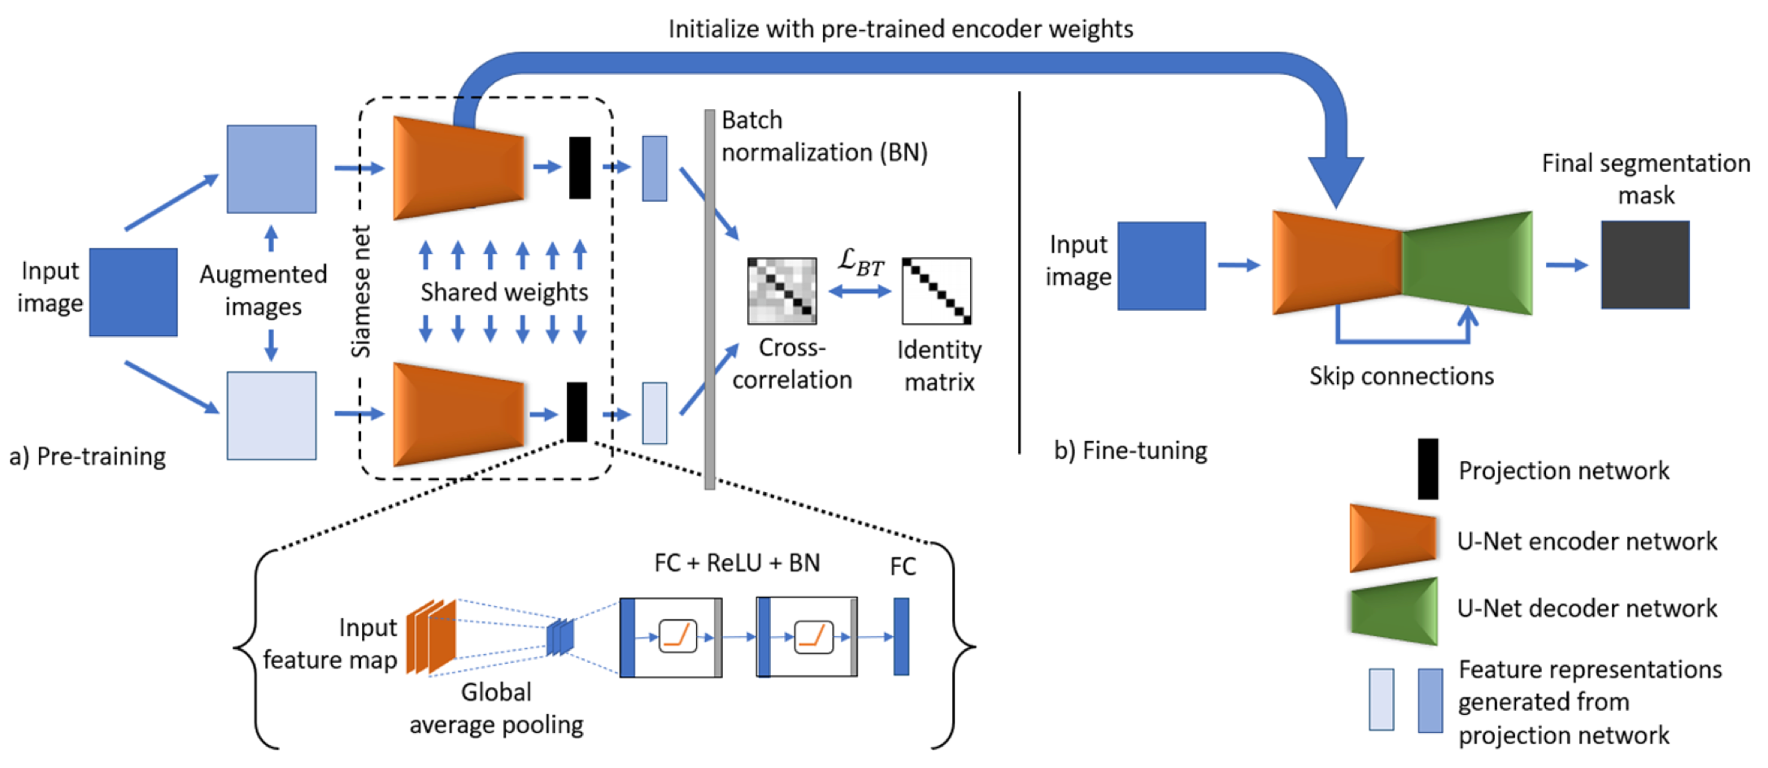 Initialize with pre-trained encoder weights
Batch
normalization (BN)
Siamese net
Input
image
Augmented
images
Shared weights
ℒBT
Cross-
correlation
Identity
matrix
a) Pre-training
Input
image
Final segmentation
mask
Skip connections
b) Fine-tuning
Projection network
U-Net encoder network
U-Net decoder network
Feature representations
generated from
projection network
FC + ReLU + BN
FC
Input
feature map
Global
average pooling